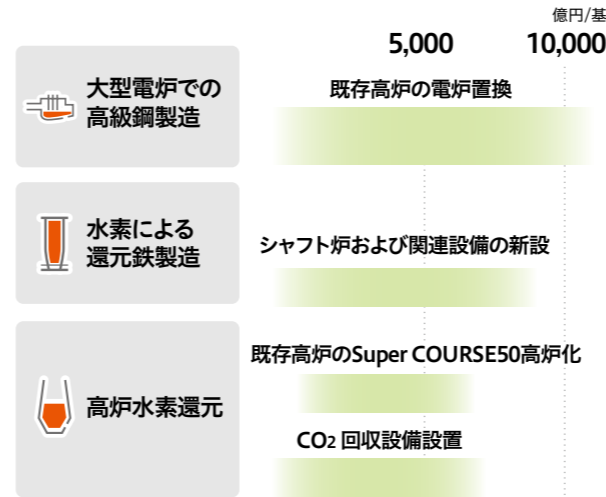 億円/基
5,000
10,000
大型電炉での
高級鋼製造
既存高炉の電炉置換
水素による
還元鉄製造
シャフト炉および関連設備の新設
高炉水素還元
既存高炉のSuper COURSE50高炉化
CO2 回収設備設置